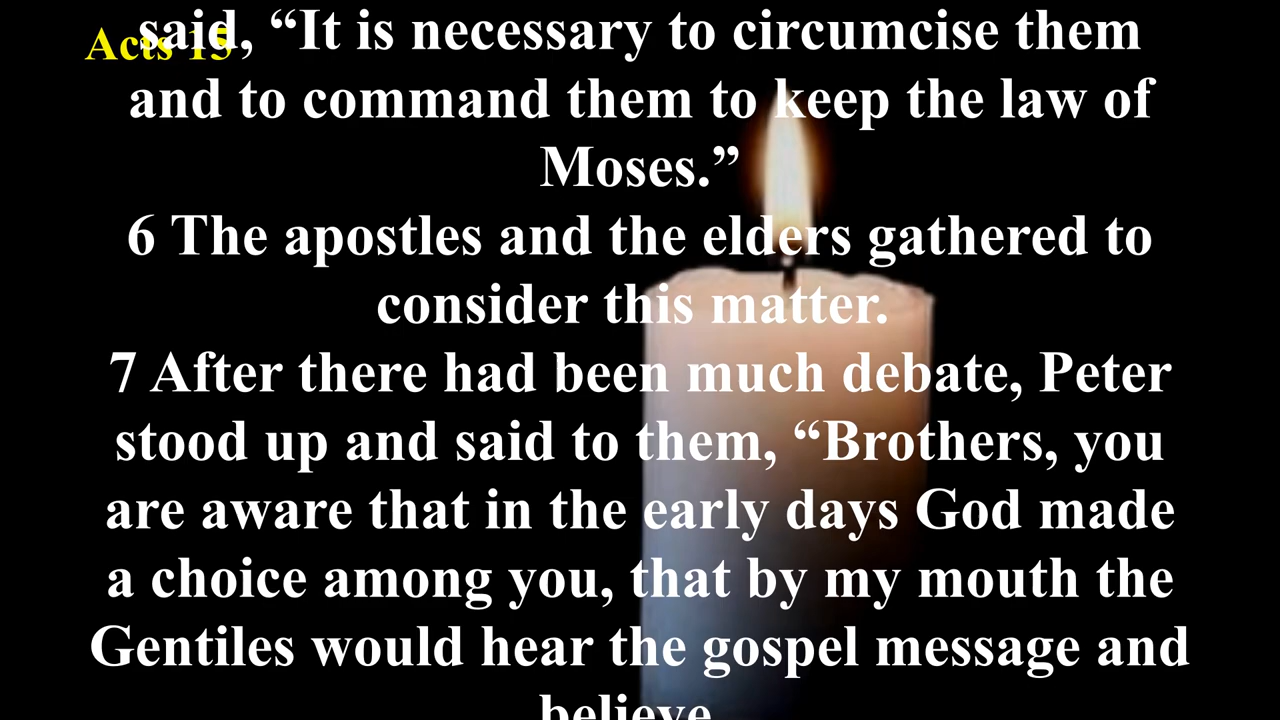 Acts 15
said, “It is necessary to circumcise them
and to command them to keep the law of
Moses.”
6 The apostles and the elders gathered to
consider this matter.
7 After there had been much debate, Peter
stood up and said to them, “Brothers, you
are aware that in the early days God made
a choice among you, that by my mouth the
Gentiles would hear the gospel message and
believe